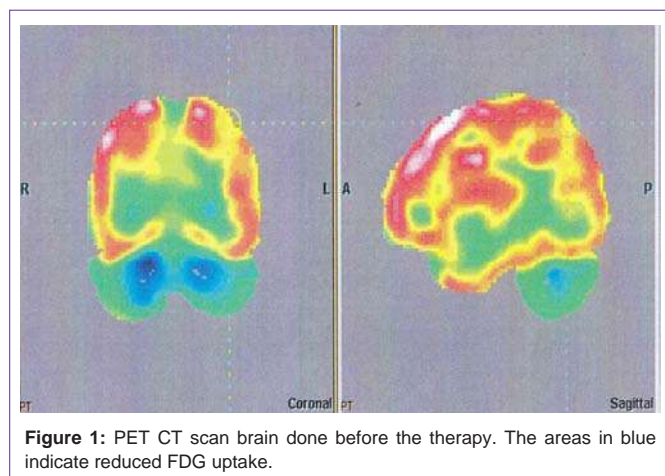 R
L
A
P
PT
Coronal
PT
Sagittal
Figure 1: PET CT scan brain done before the therapy. The areas in blue
indicate reduced FDG uptake.